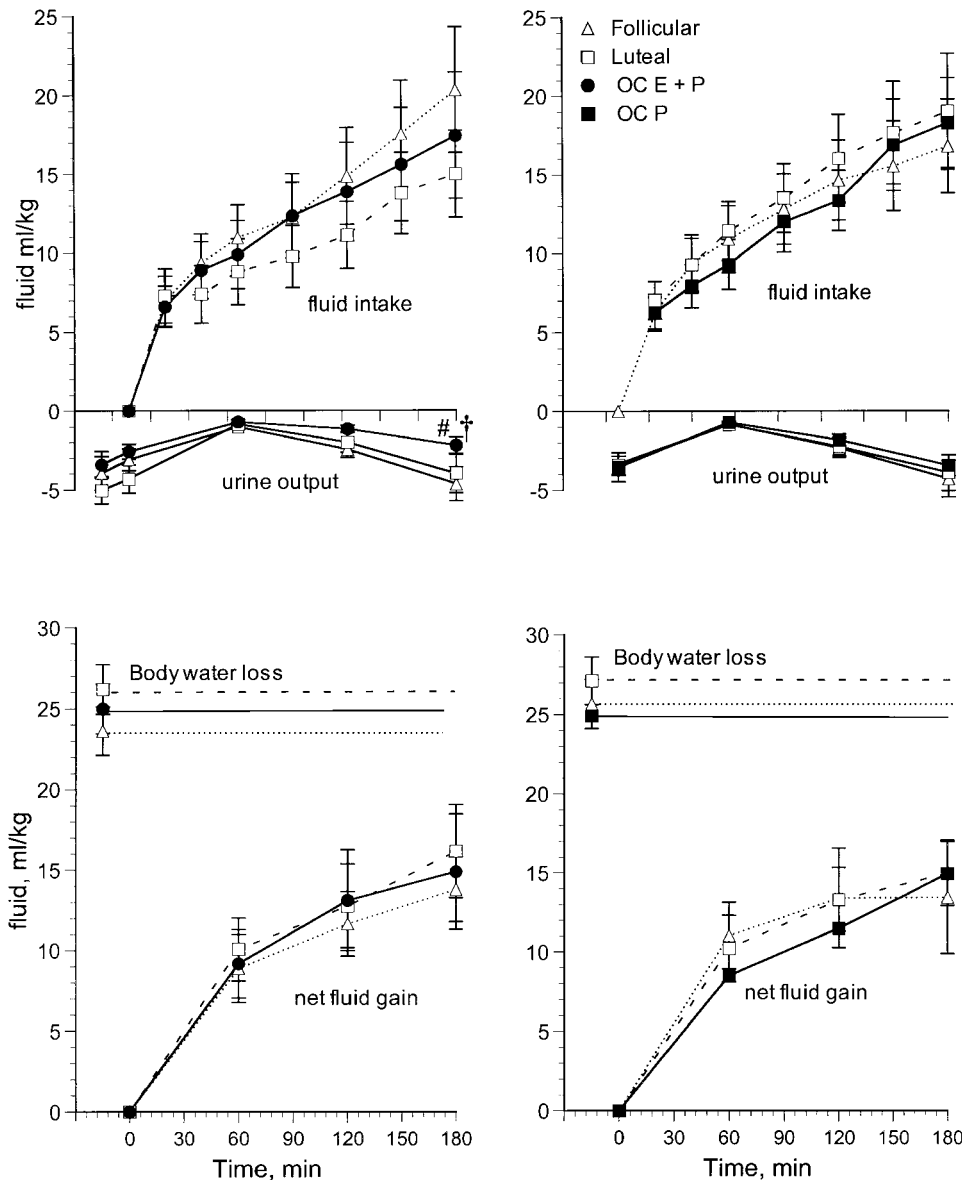 fluid ml/kg
25
20
15
10
5
0
-5
fluid intake
urine output
# †
25
20
15
10
5
0
-5
Follicular
Luteal
OC E + P
OC P
fluid intake
urine output
fluid, ml/kg
30
25
20
15
10
5
0
Body water loss
net fluid gain
0 30 60 90 120 150 180
Time, min
30
25
20
15
10
5
0
Body water loss
net fluid gain
0 30 60 90 120 150 180
Time, min